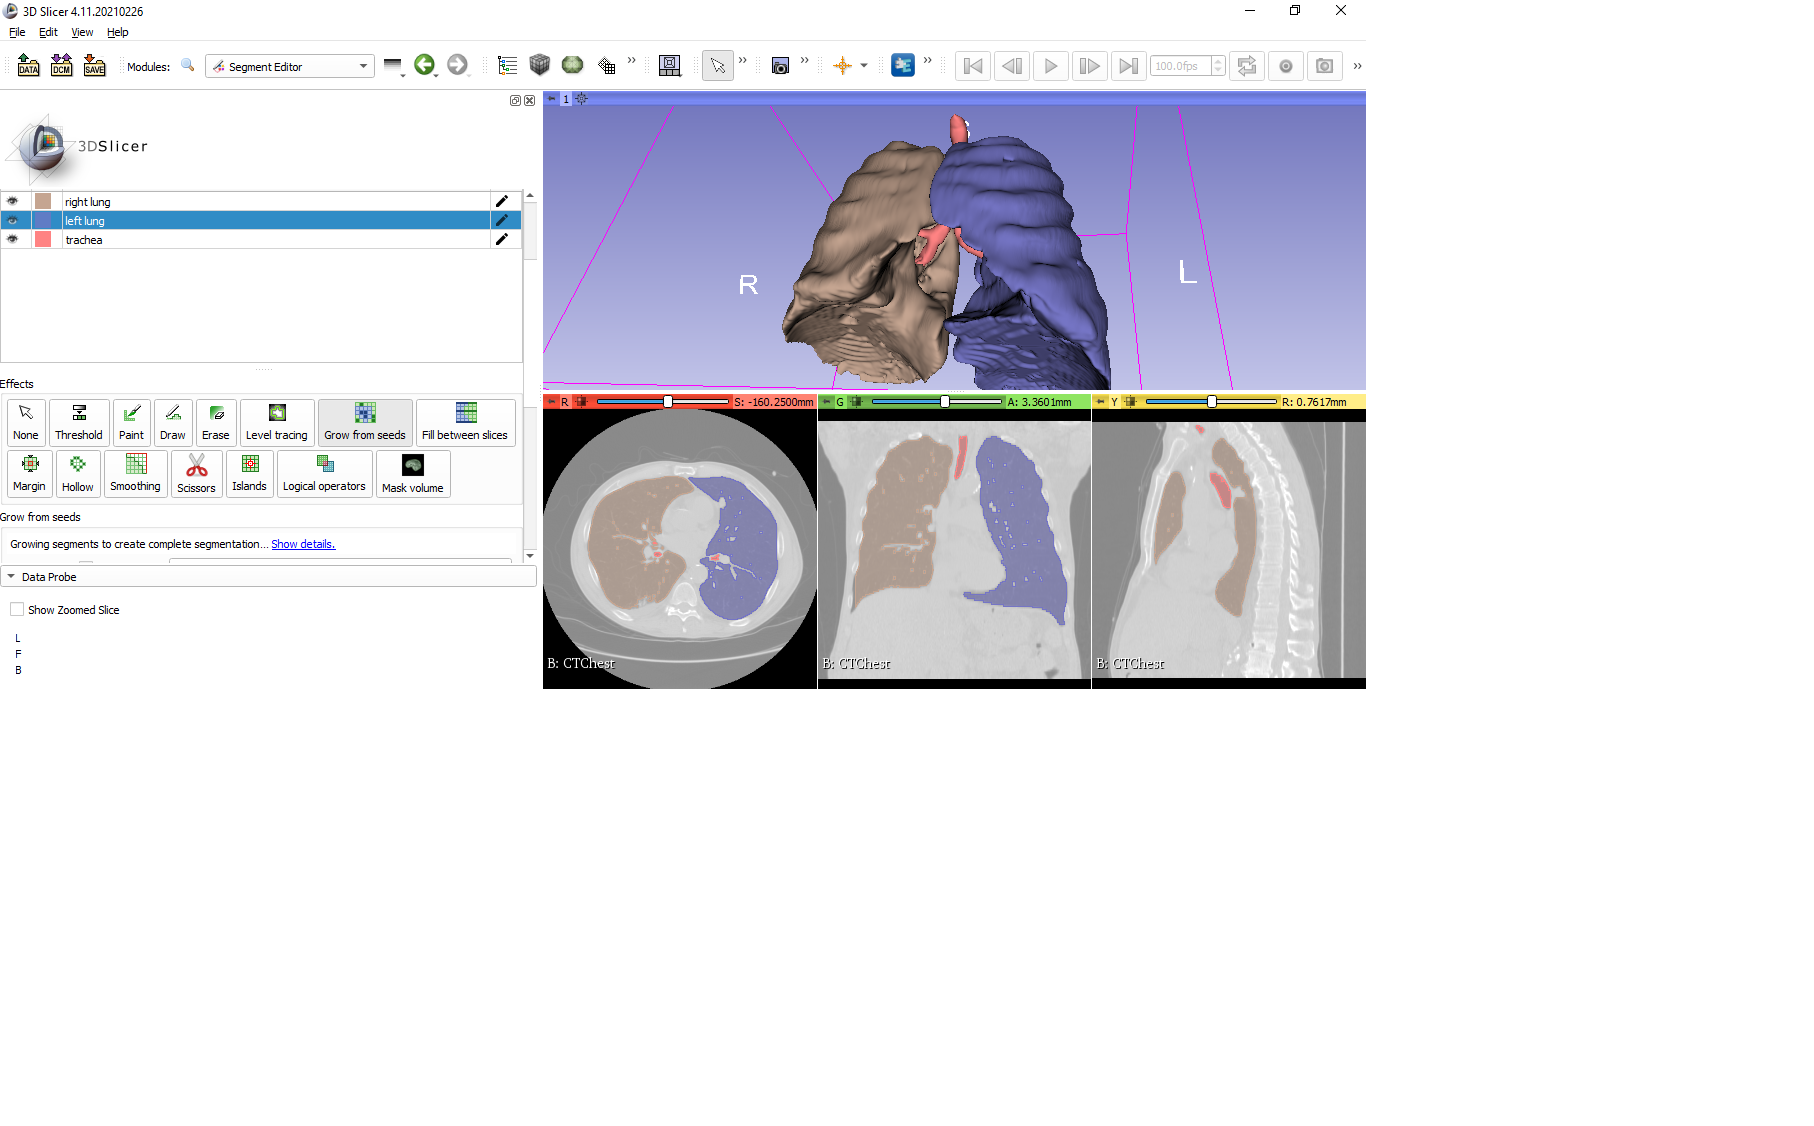 3D Slicer 4.11.20210226
File Edit View Help
DATA DCM SAVE Modules: Segment Editor 100.0fps
1
3DSlicer
right lung
left lung
trachea
R
L
Effects
None Threshold Paint Draw Erase Level tracing Grow from seeds Fill between slices
Margin Hollow Smoothing Scissors Islands Logical operators Mask volume
Grow from seeds
Growing segments to create complete segmentation... Show details.
Data Probe
Show Zoomed Slice
L
F
B
R S: -160.2500mm
G A: 3.3601mm
Y R: 0.7617mm
B: CTChest
B: CTChest
B: CTChest